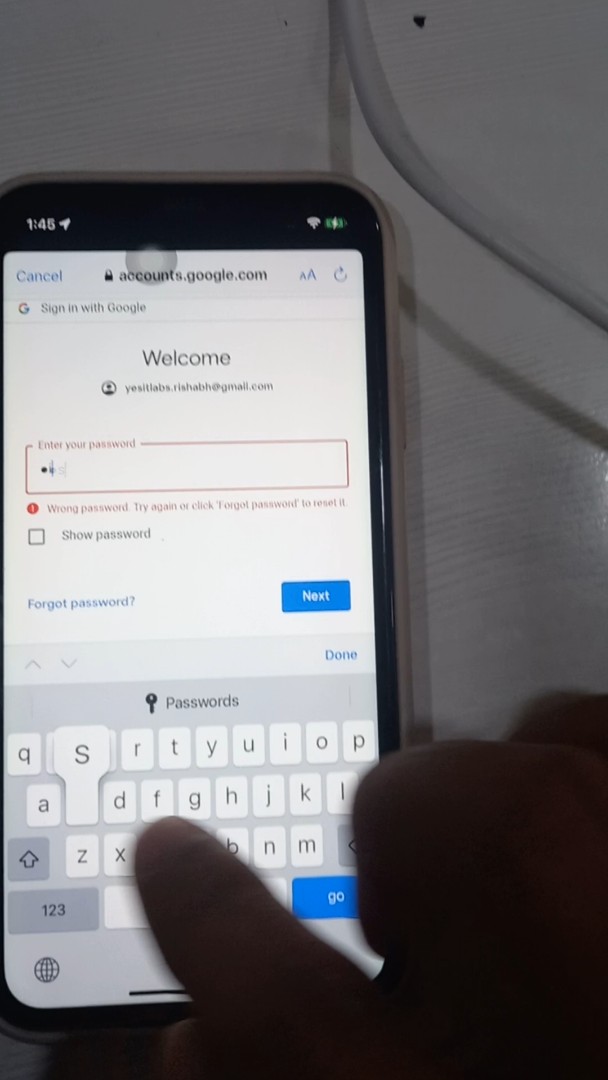 1:45
Cancel accounts.google.com AA
G Sign in with Google
Welcome
yesitlabs.rishabh@gmail.com
Enter your password
Wrong password. Try again or click 'Forgot password' to reset it.
Show password
Forgot password? Next
Done
Passwords
q S r t y u i o p
a d f g h j k l
z x b n m
123 go